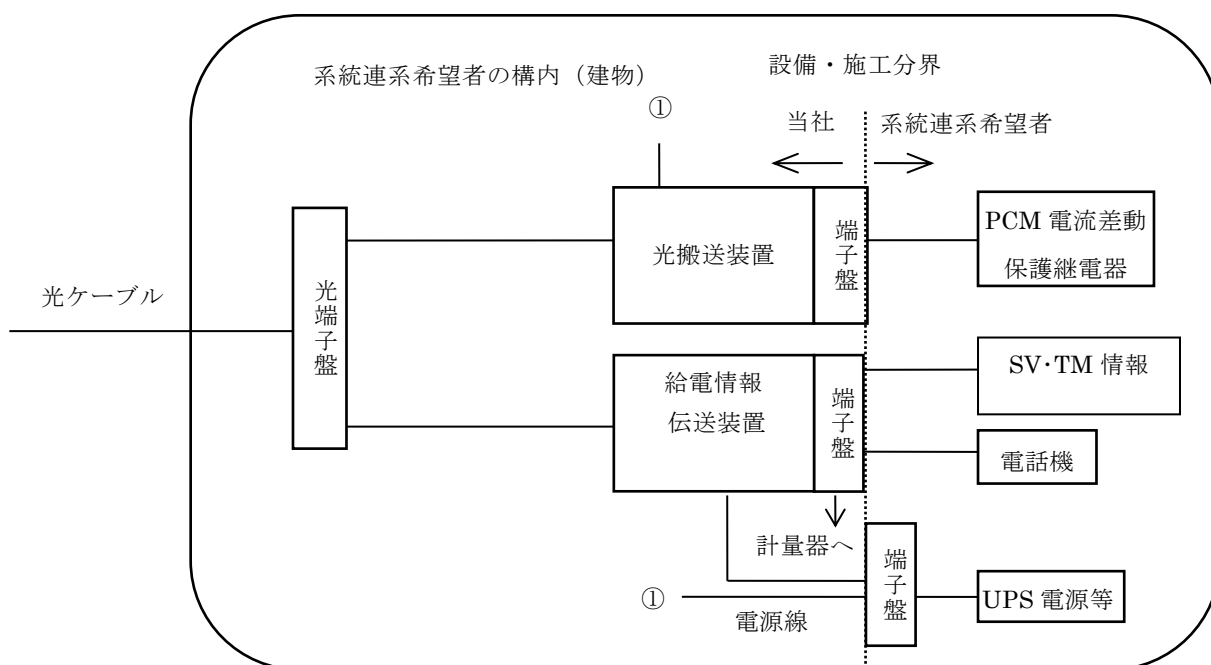 設備・施工分界
系統連系希望者の構内（建物）
①
当社
系統連系希望者
光ケーブル
光端子盤
光搬送装置
端子盤
PCM 電流差動
保護継電器
給電情報
伝送装置
端子盤
SV･TM 情報
電話機
計量器へ
①
電源線
端子盤
UPS 電源等